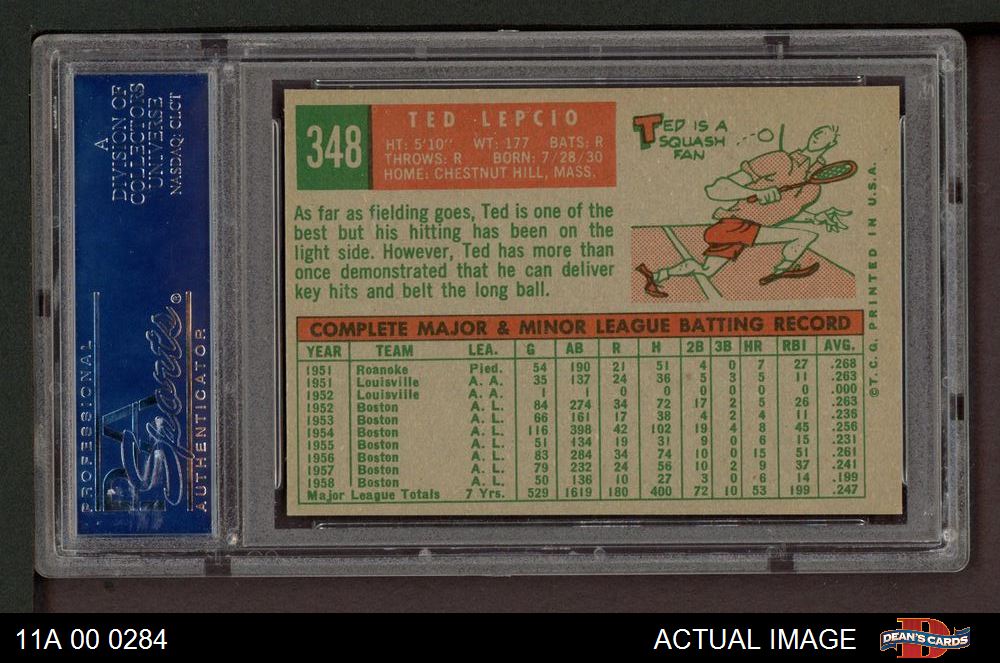 A
DIVISION OF
COLLECTORS
UNIVERSE
NASDAQ: CLCT
PROFESSIONAL
PSA
Sports ®
AUTHENTICATOR
348
TED LEPCIO
HT: 5'10" WT: 177 BATS: R
THROWS: R BORN: 7/28/30
HOME: CHESTNUT HILL, MASS.
TED IS A
SQUASH
FAN
As far as fielding goes, Ted is one of the
best but his hitting has been on the
light side. However, Ted has more than
once demonstrated that he can deliver
key hits and belt the long ball.
COMPLETE MAJOR & MINOR LEAGUE BATTING RECORD
YEAR TEAM LEA. G AB R H 2B 3B HR RBI AVG.
1951 Roanoke Pied. 54 190 21 51 4 0 7 27 .268
1951 Louisville A. A. 35 137 24 36 5 3 5 11 .263
1952 Louisville A. A. 1 0 0 0 0 0 0 0 .000
1952 Boston A. L. 84 274 34 72 17 2 5 26 .263
1953 Boston A. L. 66 161 17 38 4 2 4 11 .236
1954 Boston A. L. 116 398 42 102 19 4 8 45 .256
1955 Boston A. L. 51 134 19 31 9 0 6 15 .231
1956 Boston A. L. 83 284 34 74 10 0 15 51 .261
1957 Boston A. L. 79 232 24 56 10 2 9 37 .241
1958 Boston A. L. 50 136 10 27 3 0 6 14 .199
Major League Totals 7 Yrs. 529 1619 180 400 72 10 53 199 .247
© T.C.G. PRINTED IN U.S.A.
11A 00 0284
ACTUAL IMAGE
DEAN'S CARDS